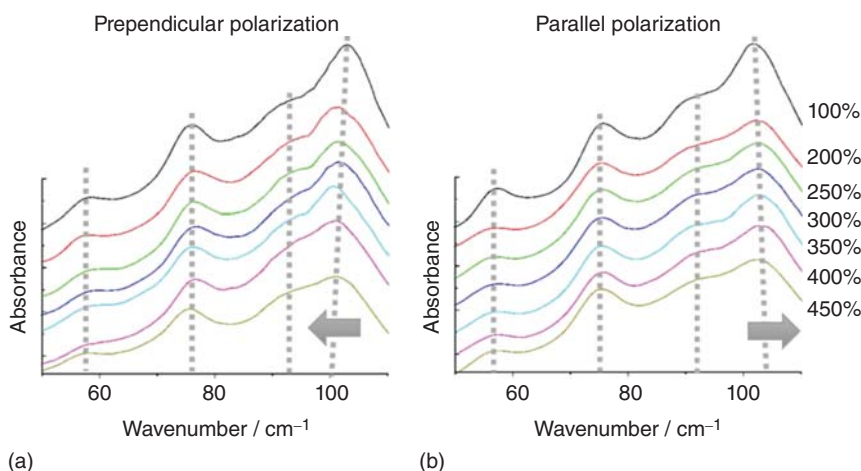 Prependicular polarization
Parallel polarization
100%
200%
250%
300%
350%
400%
450%
Absorbance
Absorbance
60
80
100
60
80
100
Wavenumber / cm⁻¹
Wavenumber / cm⁻¹
(a)
(b)